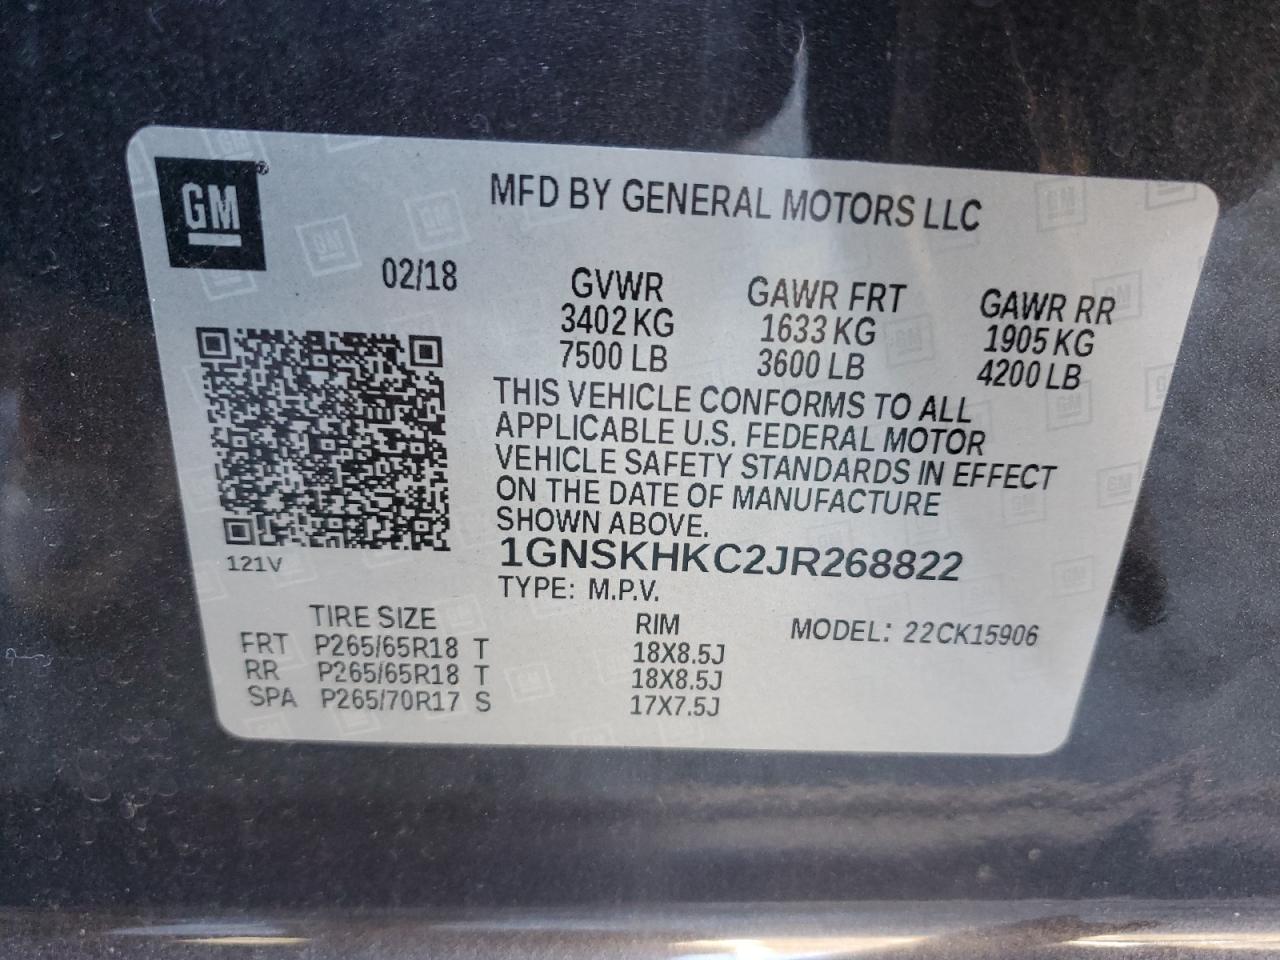 GM®
MFD BY GENERAL MOTORS LLC
02/18
GVWR GAWR FRT GAWR RR
3402 KG 1633 KG 1905 KG
7500 LB 3600 LB 4200 LB
THIS VEHICLE CONFORMS TO ALL
APPLICABLE U.S. FEDERAL MOTOR
VEHICLE SAFETY STANDARDS IN EFFECT
ON THE DATE OF MANUFACTURE
SHOWN ABOVE.
1GNSKHKC2JR268822
121V
TYPE: M.P.V.
TIRE SIZE RIM MODEL: 22CK15906
FRT P265/65R18 T 18X8.5J
RR P265/65R18 T 18X8.5J
SPA P265/70R17 S 17X7.5J